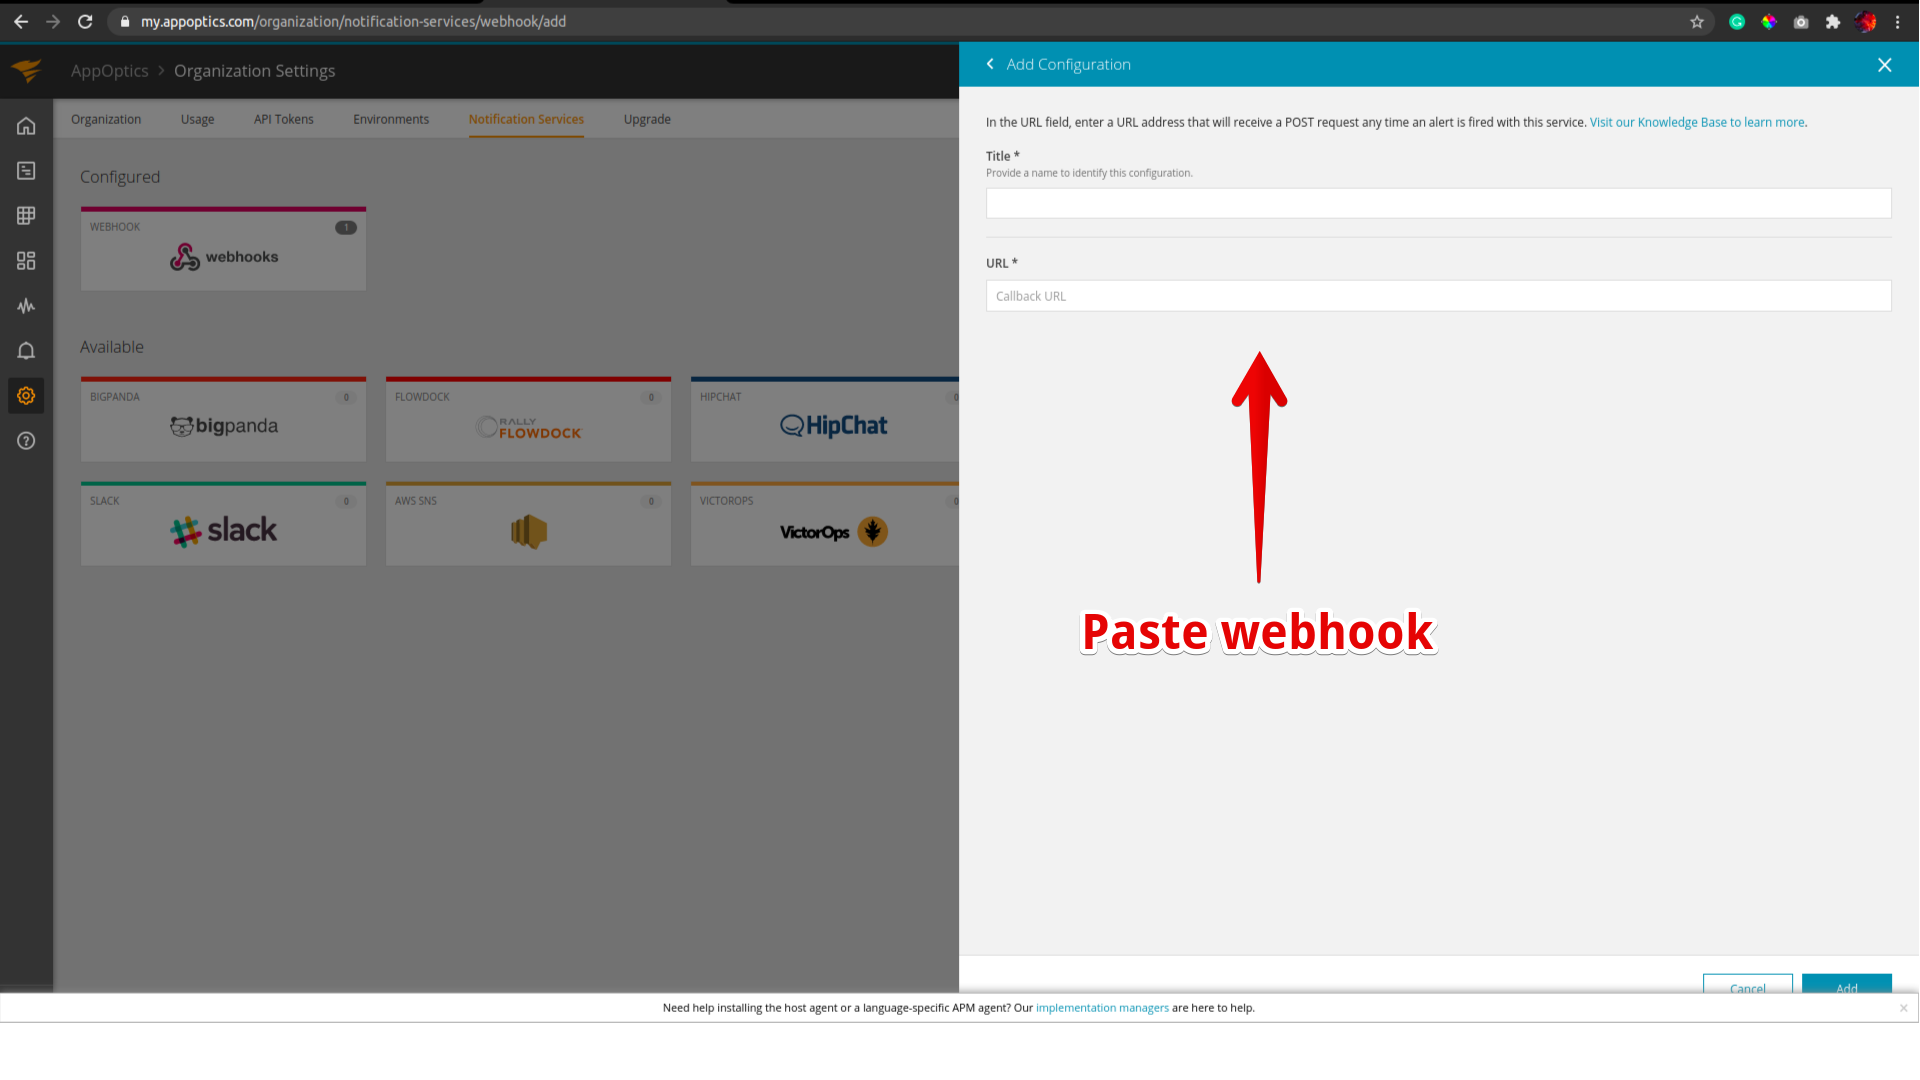 my.appoptics.com/organization/notification-services/webhook/add
AppOptics > Organization Settings
Organization Usage API Tokens Environments Notification Services Upgrade
Configured
WEBHOOK 1
webhooks
Available
BIGPANDA 0
bigpanda
FLOWDOCK 0
RALLY
FLOWDOCK
HIPCHAT 0
HipChat
SLACK 0
slack
AWS SNS 0
VICTOROPS 0
VictorOps
Add Configuration
In the URL field, enter a URL address that will receive a POST request any time an alert is fired with this service. Visit our Knowledge Base to learn more.
Title *
Provide a name to identify this configuration.
URL *
Callback URL
Paste webhook
Cancel Add
Need help installing the host agent or a language-specific APM agent? Our implementation managers are here to help.